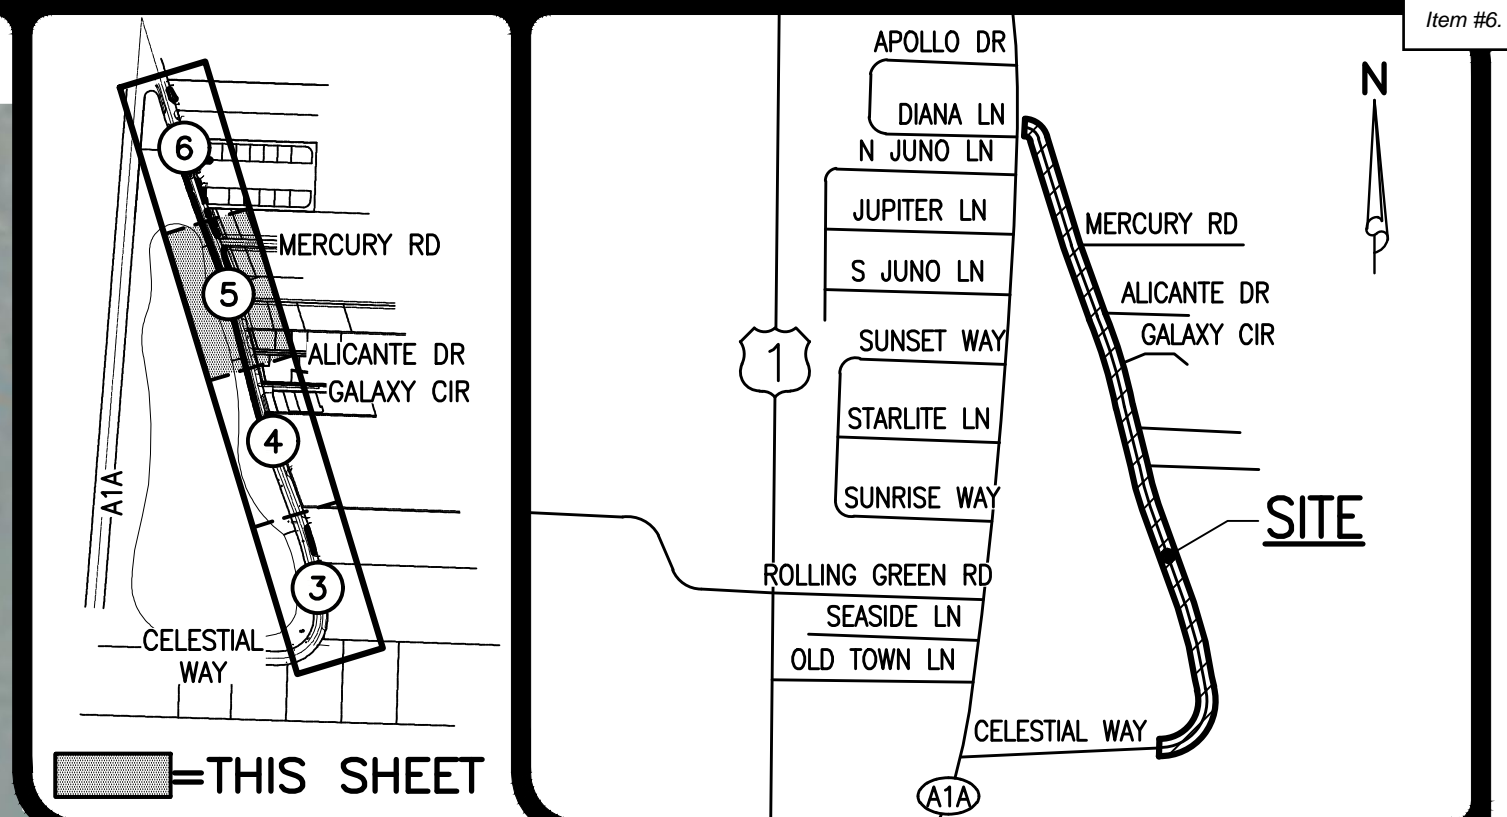 Item #6.
6
MERCURY RD
5
ALICANTE DR
GALAXY CIR
4
A1A
3
CELESTIAL
WAY
=THIS SHEET
APOLLO DR
DIANA LN
N JUNO LN
JUPITER LN
S JUNO LN
SUNSET WAY
1
STARLITE LN
SUNRISE WAY
ROLLING GREEN RD
SEASIDE LN
OLD TOWN LN
CELESTIAL WAY
A1A
N
MERCURY RD
ALICANTE DR
GALAXY CIR
SITE